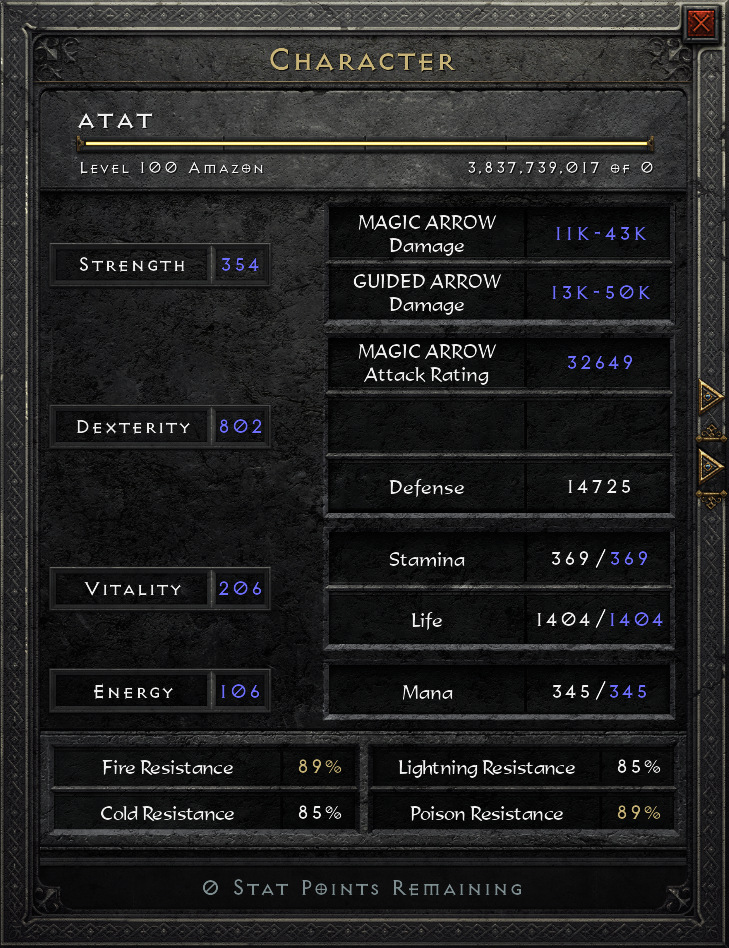 CHARACTER
ATAT
LEVEL 100 AMAZON 3,837,739,017 OF 0
STRENGTH 354
MAGIC ARROW
Damage
11K-43K
GUIDED ARROW
Damage
13K-50K
MAGIC ARROW
Attack Rating
32649
DEXTERITY 802
Defense 14725
Stamina 369/369
VITALITY 206
Life 1404/1404
ENERGY 106
Mana 345/345
Fire Resistance 89% Lightning Resistance 85%
Cold Resistance 85% Poison Resistance 89%
0 STAT POINTS REMAINING